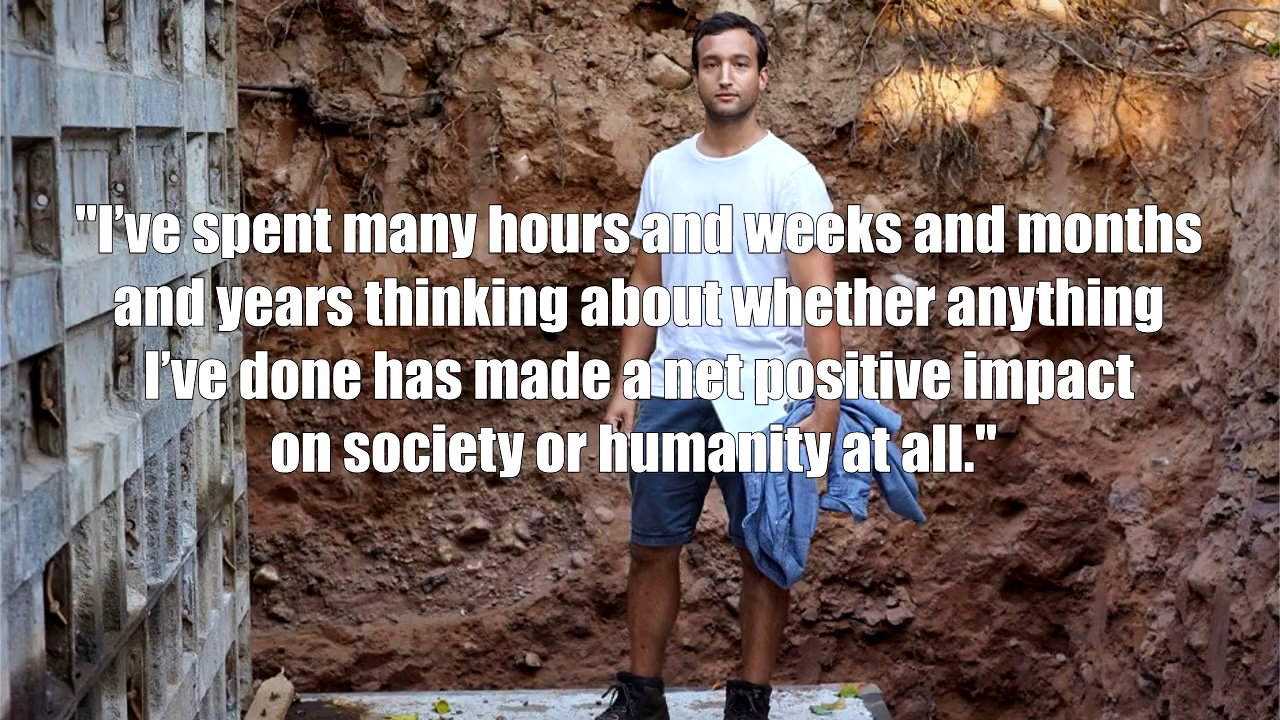 "I’ve spent many hours and weeks and months
and years thinking about whether anything
I’ve done has made a net positive impact
on society or humanity at all."